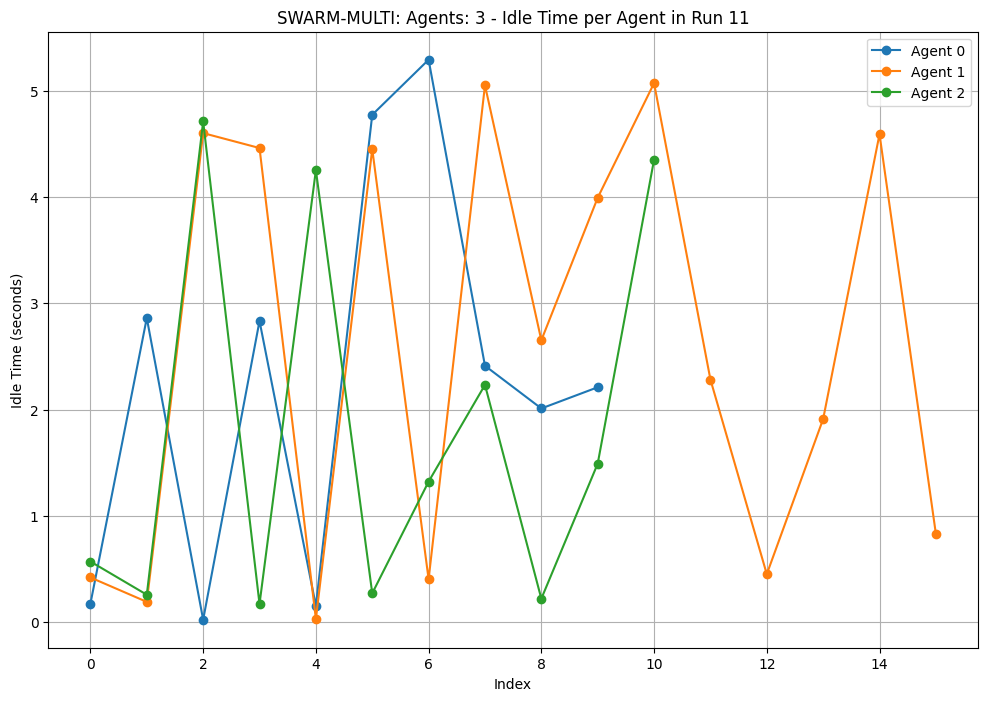 SWARM-MULTI: Agents: 3 - Idle Time per Agent in Run 11
Agent 0
Agent 1
Agent 2
Idle Time (seconds)
5
4
3
2
1
0
0 2 4 6 8 10 12 14
Index